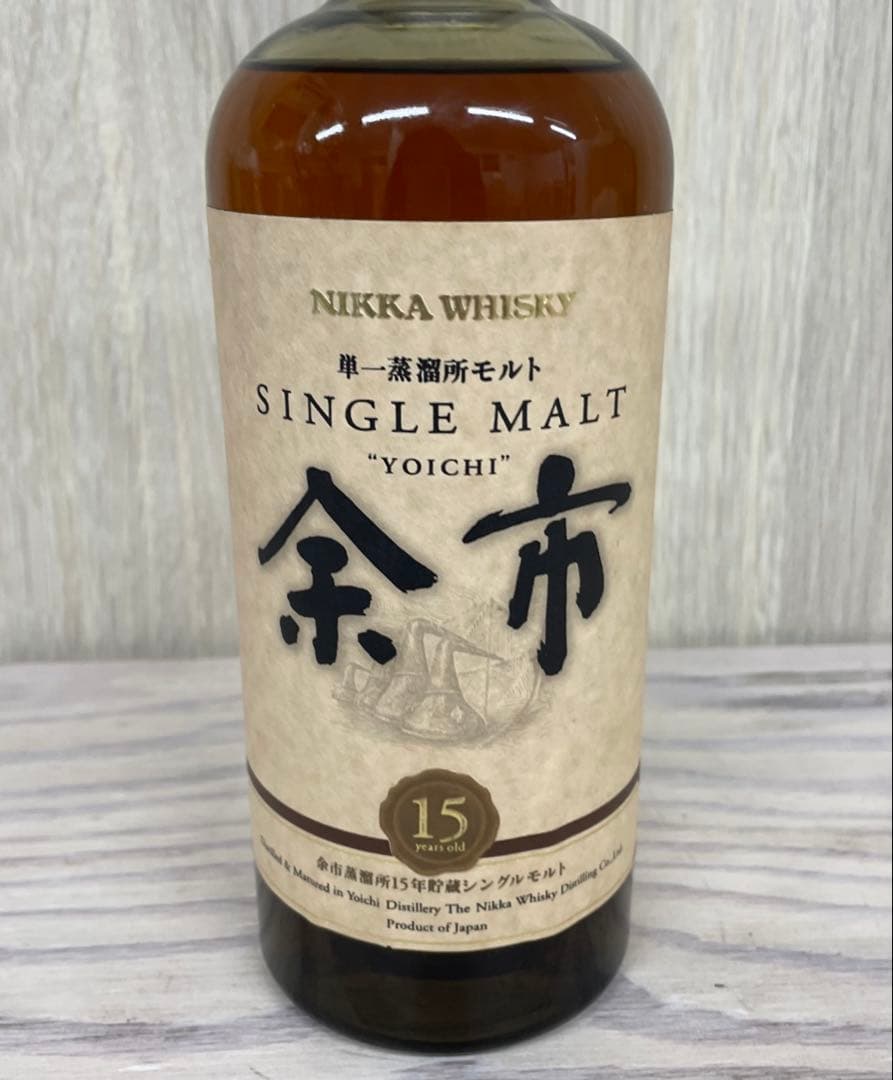 NIKKA WHISKY
単一蒸溜所モルト
SINGLE MALT
“YOICHI”
余市
15
years old
余市蒸溜所15年貯蔵シングルモルト
Distilled & Matured in Yoichi Distillery The Nikka Whisky Distilling Co., Ltd
Product of Japan